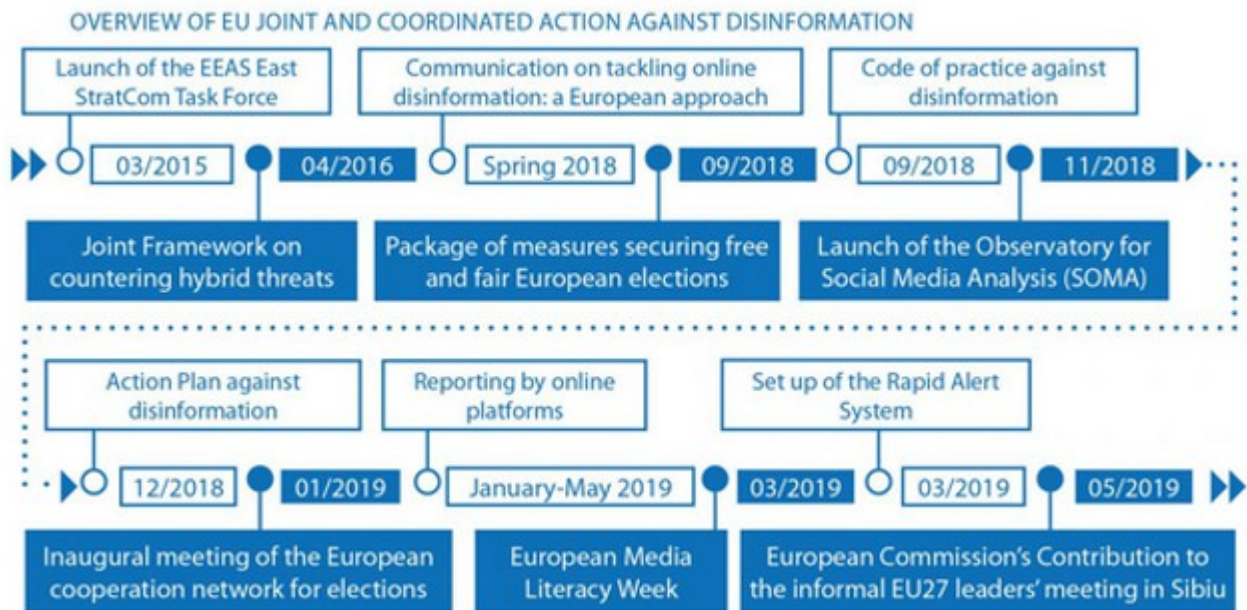 OVERVIEW OF EU JOINT AND COORDINATED ACTION AGAINST DISINFORMATION
Launch of the EEAS East
StratCom Task Force
Communication on tackling online
disinformation: a European approach
Code of practice against
disinformation
03/2015
04/2016
Spring 2018
09/2018
09/2018
11/2018
Joint Framework on
countering hybrid threats
Package of measures securing free
and fair European elections
Launch of the Observatory for
Social Media Analysis (SOMA)
Action Plan against
disinformation
Reporting by online
platforms
Set up of the Rapid Alert
System
12/2018
01/2019
January-May 2019
03/2019
03/2019
05/2019
Inaugural meeting of the European
cooperation network for elections
European Media
Literacy Week
European Commission's Contribution to
the informal EU27 leaders' meeting in Sibiu